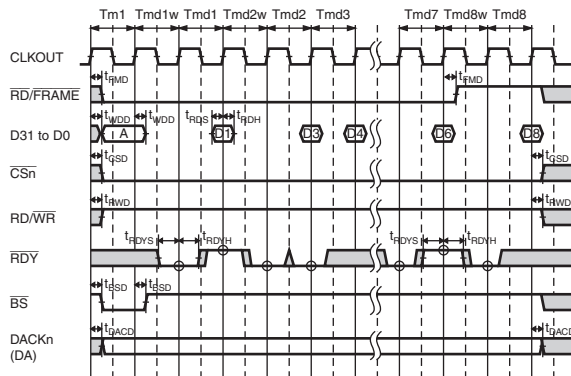 Tm1 Tmd1w Tmd1 Tmd2w Tmd2 Tmd3 Tmd7 Tmd8w Tmd8
CLKOUT
tFMD tFMD
RD/FRAME
tWDD tWDD tRDS tRDH
D31 to D0 A D1 D3 D4 D6 D8
tCSD tCSD
CSn
tRWD tRWD
RD/WR
tRDYS tRDYH tRDYS tRDYH
RDY
tBSD tBSD
BS
tDACD tDACD
DACKn
(DA)